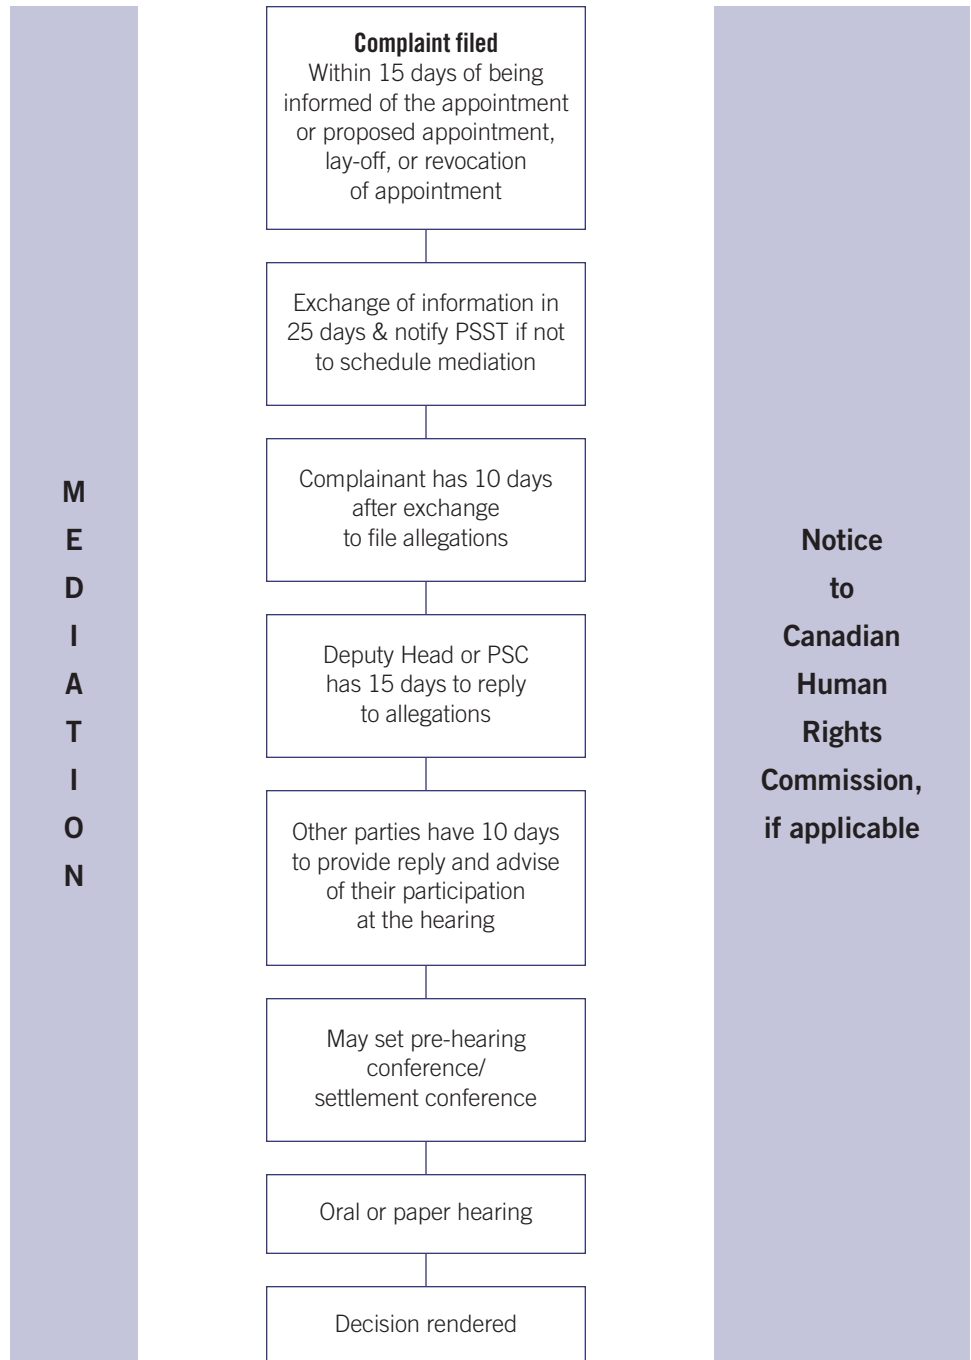 M
E
D
I
A
T
I
O
N
Complaint filed
Within 15 days of being
informed of the appointment
or proposed appointment,
lay-off, or revocation
of appointment
Exchange of information in
25 days & notify PSST if not
to schedule mediation
Complainant has 10 days
after exchange
to file allegations
Deputy Head or PSC
has 15 days to reply
to allegations
Other parties have 10 days
to provide reply and advise
of their participation
at the hearing
May set pre-hearing
conference/
settlement conference
Oral or paper hearing
Decision rendered
Notice
to
Canadian
Human
Rights
Commission,
if applicable